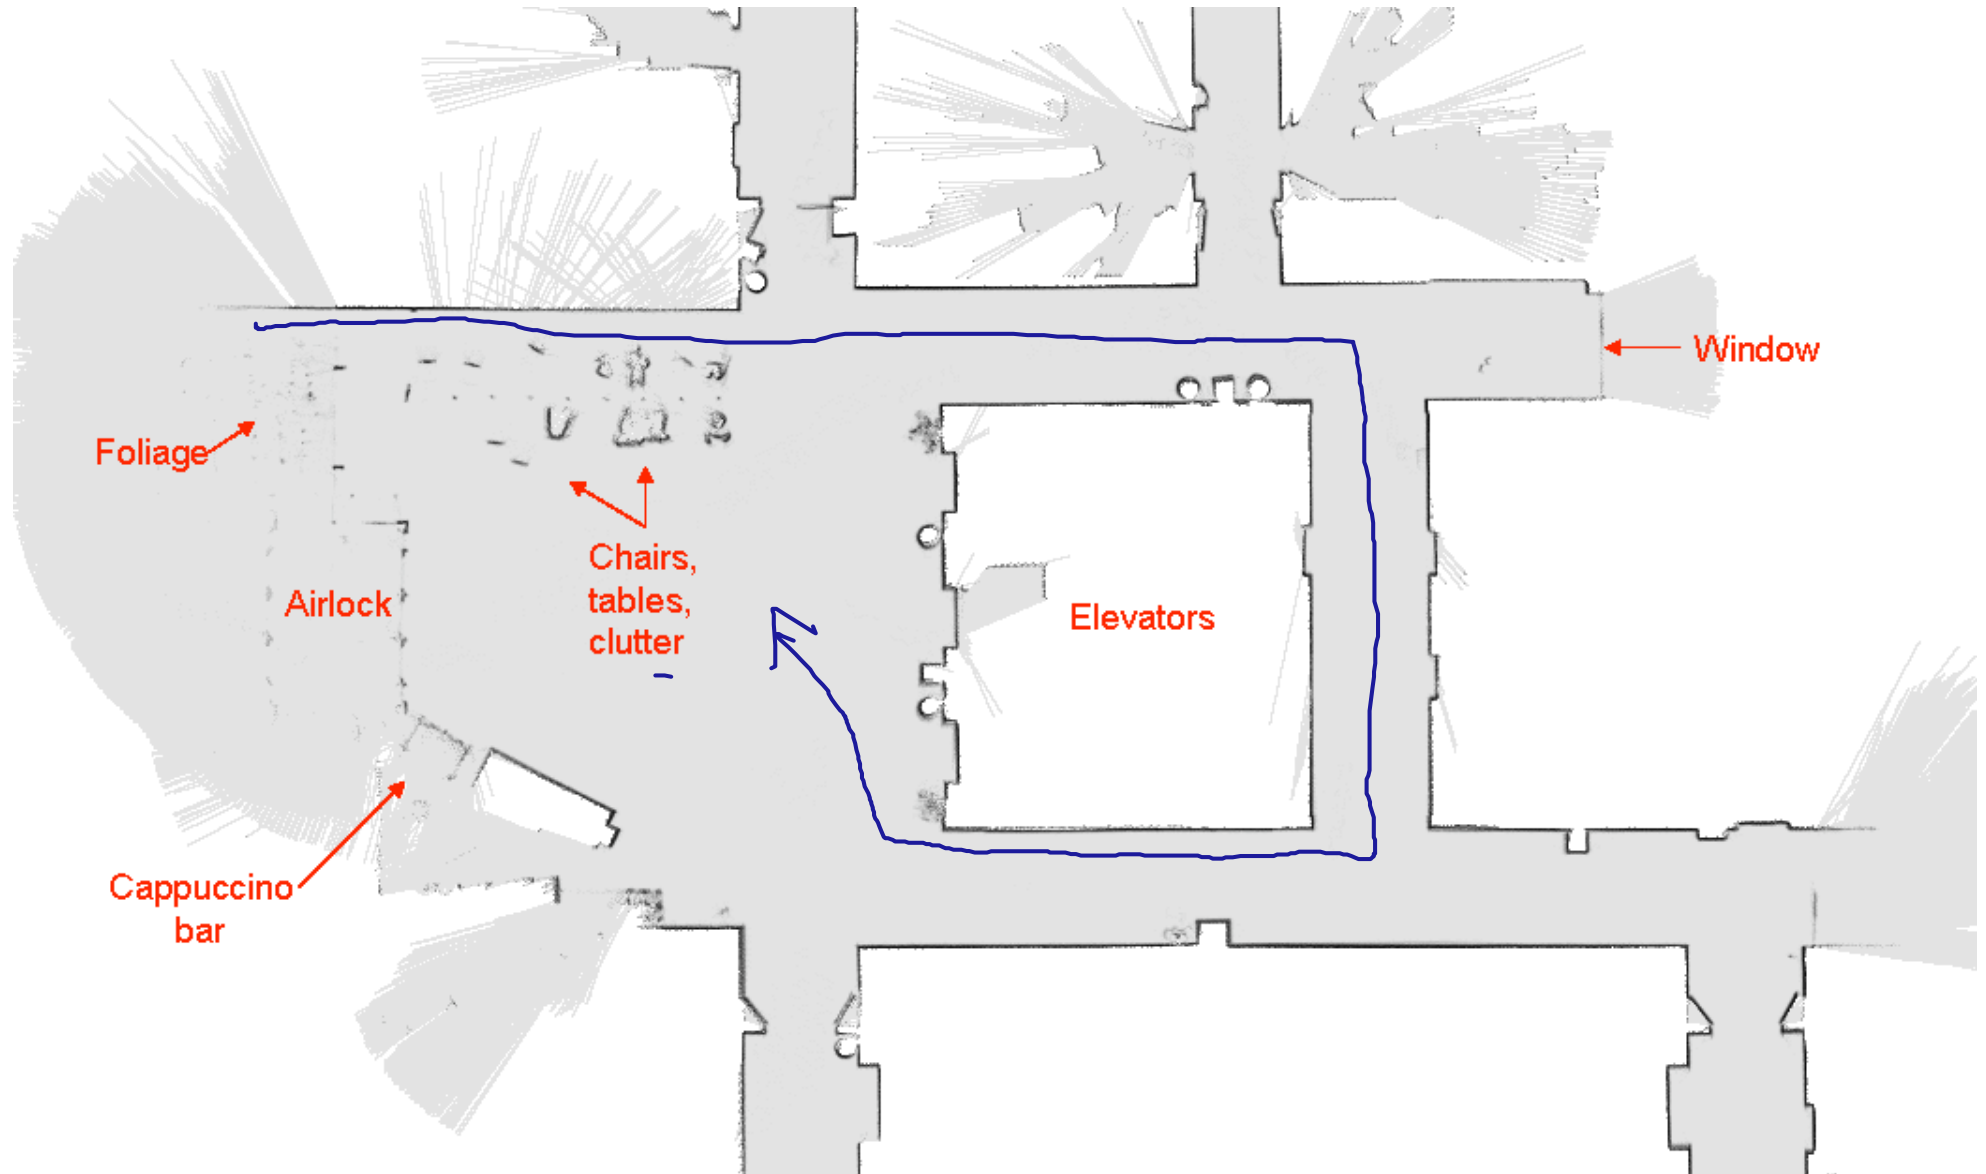 Window
Foliage
Chairs,
tables,
clutter
Airlock
Elevators
Cappuccino
bar